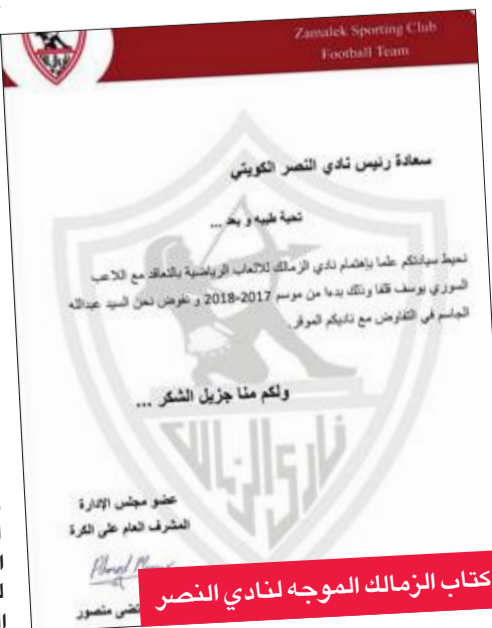 Zamalek Sporting Club
Football Team
سعادة رئيس نادي النصر الكويتي
تحية طيبه و بعد ...
نحيط سيادتكم علما بإهتمام نادي الزمالك للالعاب الرياضية بالتعاقد مع اللاعب
السوري يوسف قلفا وذلك بدءا من موسم 2017-2018 و نفوض نحن السيد عبدالله
الجاسم في التفاوض مع ناديكم الموقر.
ولكم منا جزيل الشكر ...
نادي الزمالك
عضو مجلس الإدارة
المشرف العام على الكرة
Ahmed
منصور
كتاب الزمالك الموجه لنادي النصر